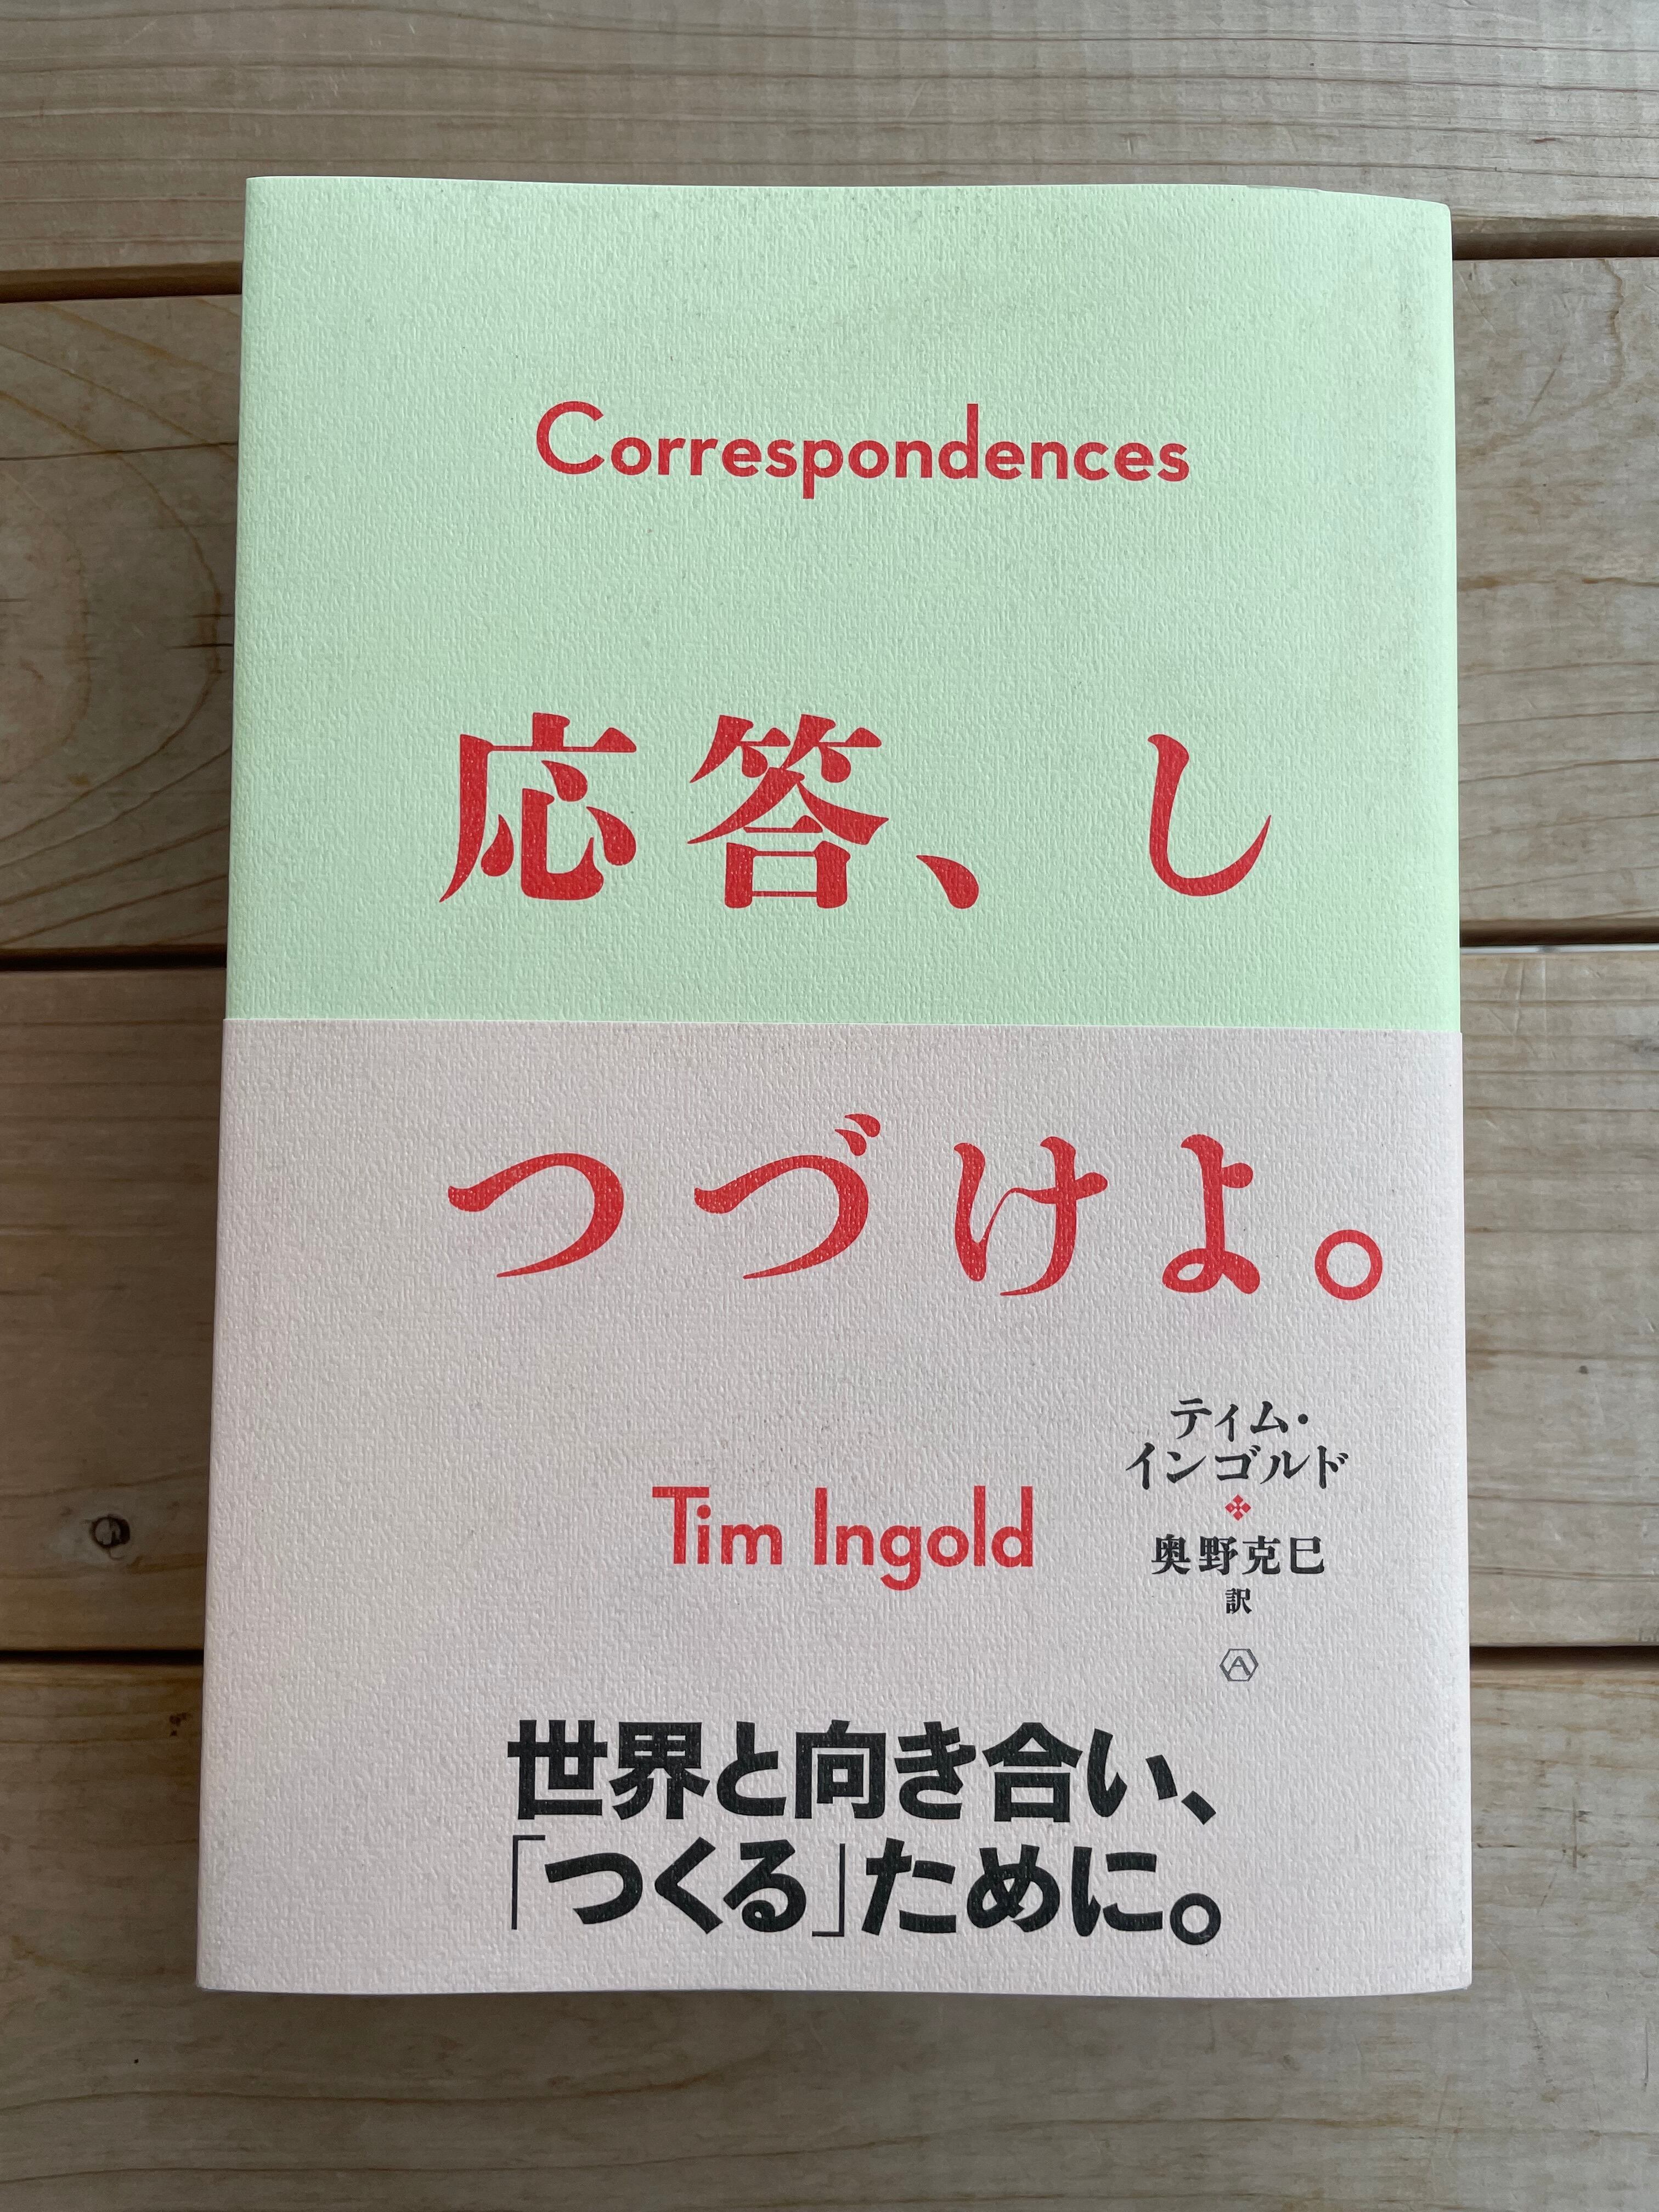 Correspondences
応答、し
つづけよ。
ティム・
インゴルド
奥野克巳
訳
Tim Ingold
A
世界と向き合い、
「つくる」ために。